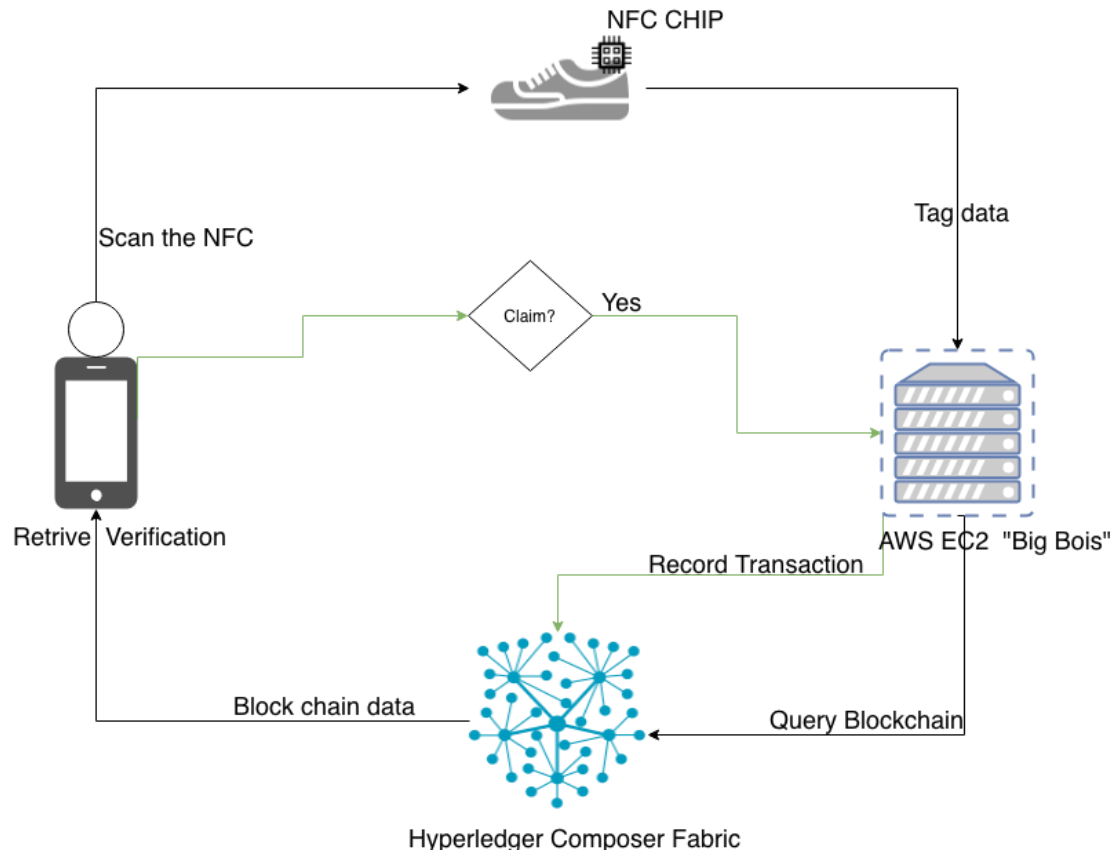 NFC CHIP
Tag data
Scan the NFC
Yes
Claim?
Retrive Verification
AWS EC2 "Big Bois"
Record Transaction
Block chain data
Query Blockchain
Hyperledger Composer Fabric